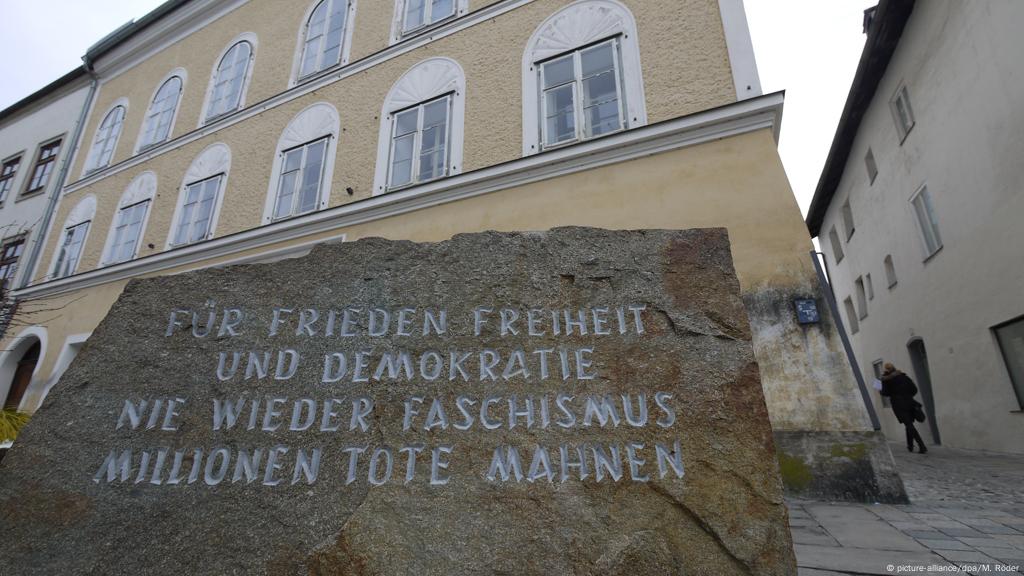 FÜR FRIEDEN FREIHEIT
UND DEMOKRATIE
NIE WIEDER FASCHISMUS
MILLIONEN TOTE MAHNEN
© picture-alliance/dpa/M. Röder